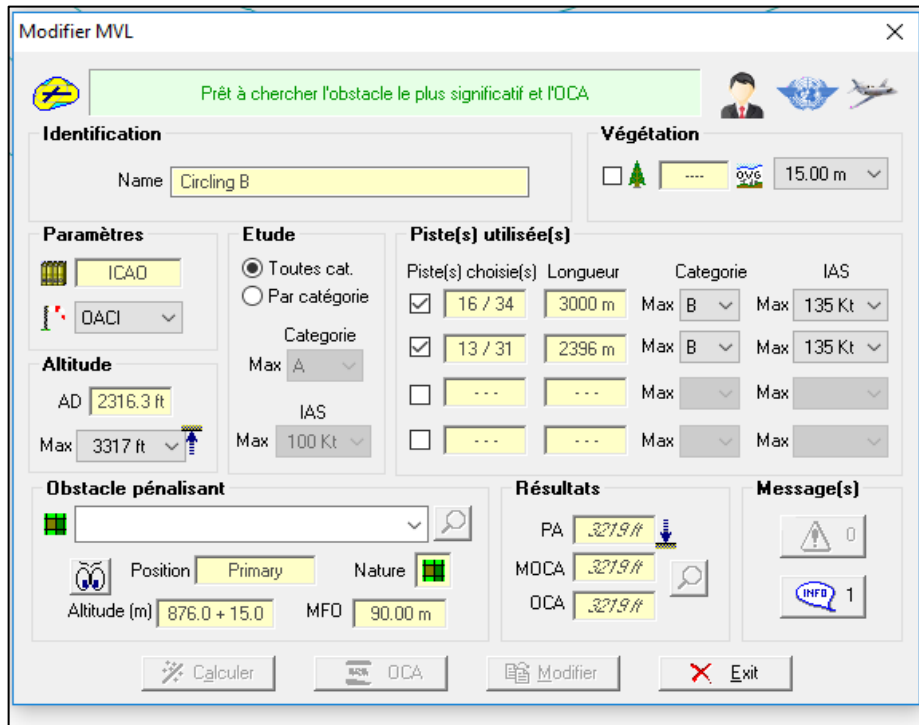 Modifier MVL
Prêt à chercher l'obstacle le plus significatif et l'OCA
Identification
Name Circling B
Végétation
---- OVG 15.00 m
Paramètres
ICAO
OACI
Altitude
AD 2316.3 ft
Max 3317 ft
Etude
Toutes cat.
Par catégorie
Categorie
Max A
IAS
Max 100 Kt
Piste(s) utilisée(s)
Piste(s) choisie(s) Longueur Categorie IAS
16 / 34 3000 m Max B Max 135 Kt
13 / 31 2396 m Max B Max 135 Kt
--- --- Max Max
--- --- Max Max
Obstacle pénalisant
Position Primary Nature
Altitude (m) 876.0 + 15.0 MFO 90.00 m
Résultats
PA 3219 ft
MOCA 3219 ft
OCA 3219 ft
Message(s)
0
INFO 1
Calculer OCA Modifier Exit